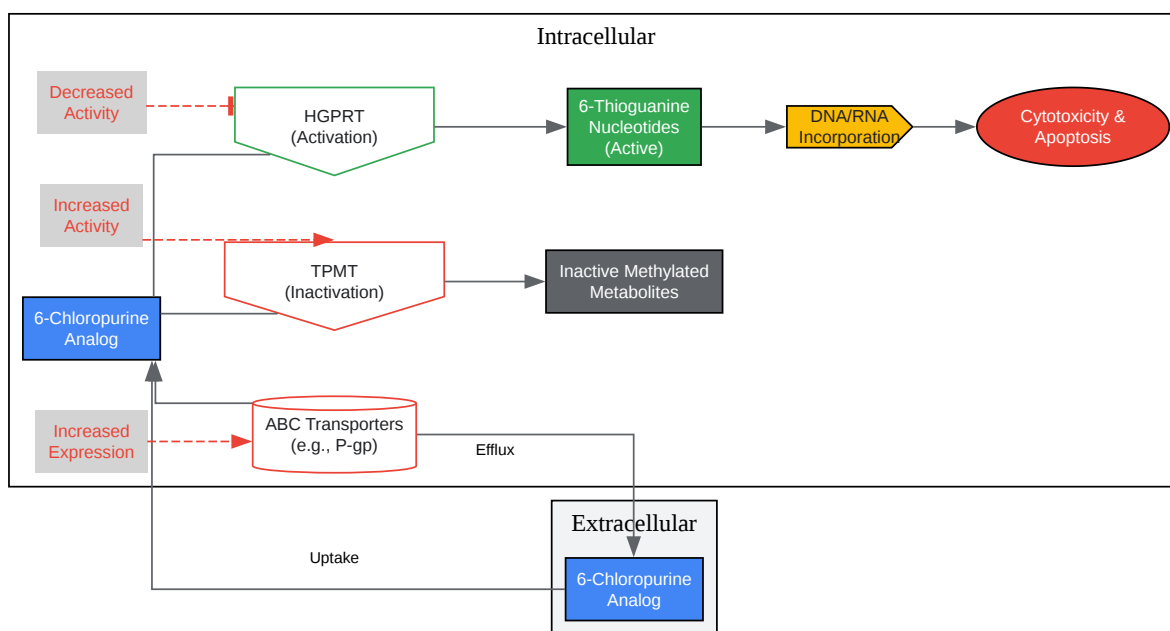 Intracellular
Decreased
Activity
HGPRT
(Activation)
6-Thioguanine
Nucleotides
(Active)
DNA/RNA
Incorporation
Cytotoxicity &
Apoptosis
Increased
Activity
TPMT
(Inactivation)
Inactive Methylated
Metabolites
6-Chloropurine
Analog
Increased
Expression
ABC Transporters
(e.g., P-gp)
Efflux
Extracellular
Uptake
6-Chloropurine
Analog